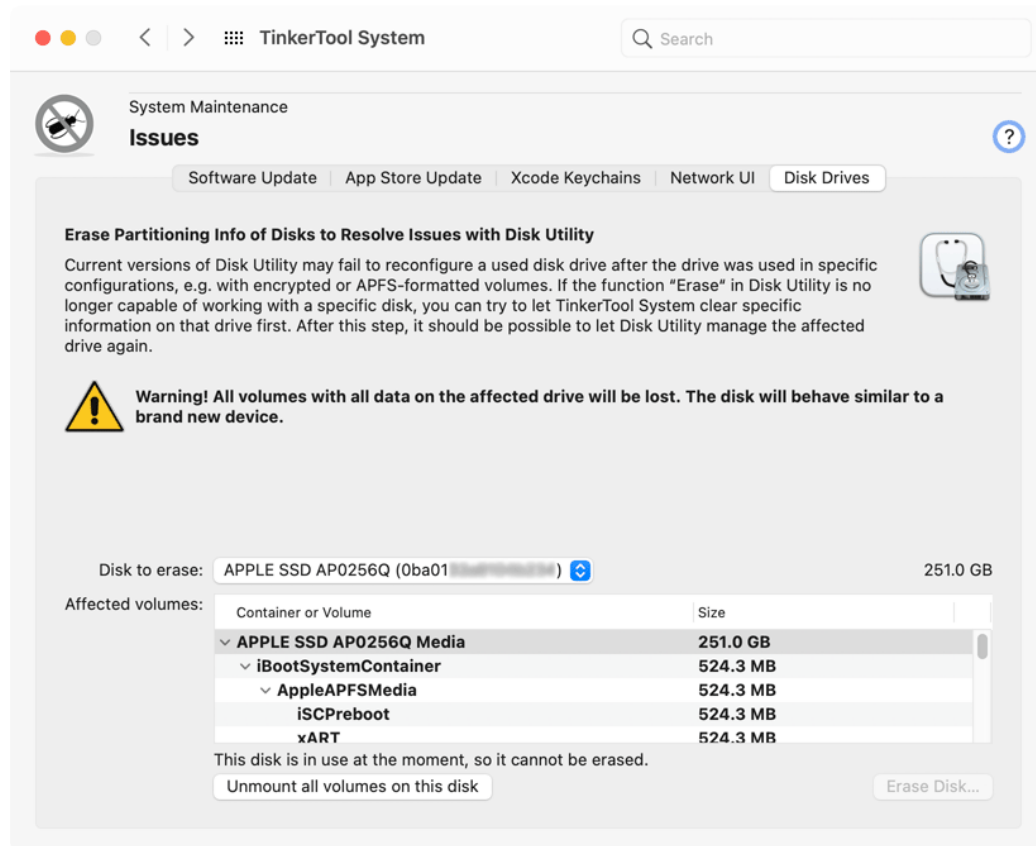 TinkerTool System
Search
System Maintenance
Issues
?
Software Update
App Store Update
Xcode Keychains
Network UI
Disk Drives
Erase Partitioning Info of Disks to Resolve Issues with Disk Utility
Current versions of Disk Utility may fail to reconfigure a used disk drive after the drive was used in specific
configurations, e.g. with encrypted or APFS-formatted volumes. If the function “Erase“ in Disk Utility is no
longer capable of working with a specific disk, you can try to let TinkerTool System clear specific
information on that drive first. After this step, it should be possible to let Disk Utility manage the affected
drive again.
Warning! All volumes with all data on the affected drive will be lost. The disk will behave similar to a
brand new device.
Disk to erase: APPLE SSD AP0256Q (0ba01 ) 251.0 GB
Affected volumes:
Container or Volume Size
APPLE SSD AP0256Q Media 251.0 GB
iBootSystemContainer 524.3 MB
AppleAPFSMedia 524.3 MB
iSCPreboot 524.3 MB
xART 524.3 MB
This disk is in use at the moment, so it cannot be erased.
Unmount all volumes on this disk
Erase Disk...